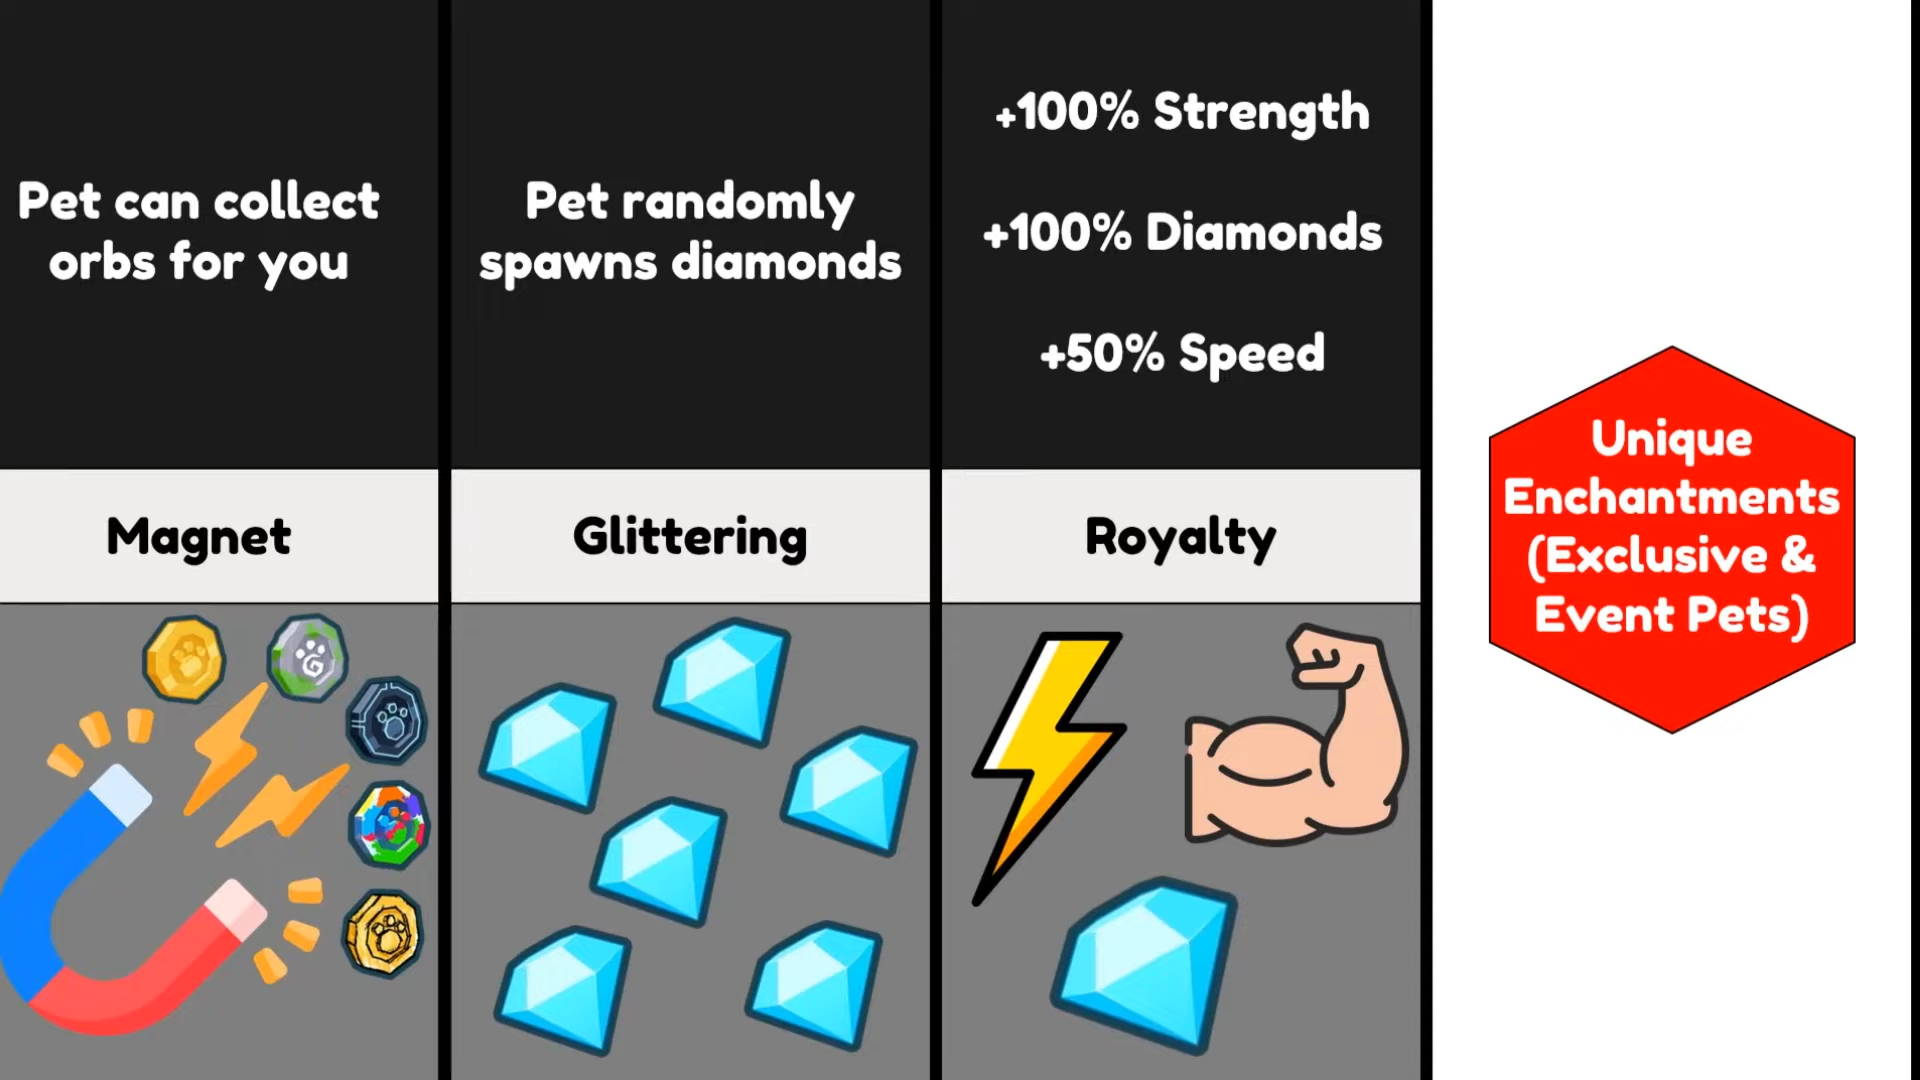 Pet can collect
orbs for you
Magnet
Pet randomly
spawns diamonds
Glittering
+100% Strength
+100% Diamonds
+50% Speed
Royalty
Unique
Enchantments
(Exclusive &
Event Pets)